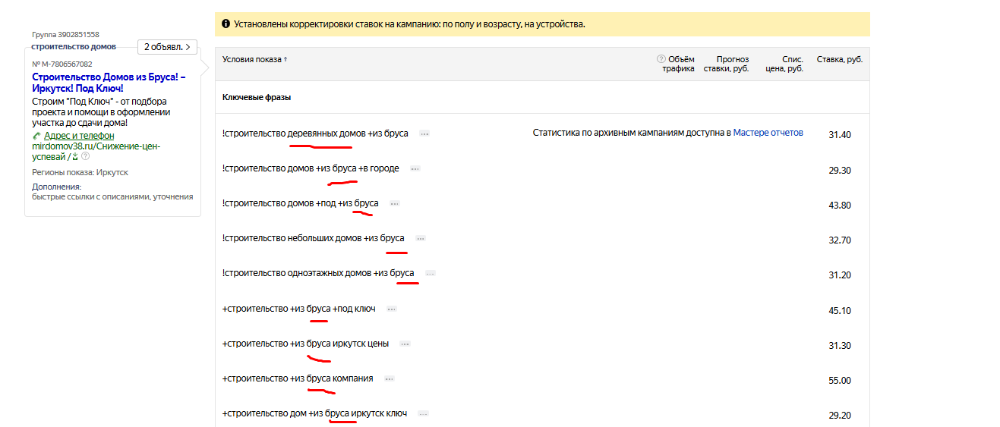 Установлены корректировки ставок на кампанию: по полу и возрасту, на устройства.
Группа 3902851558
строительство домов
2 объявл. >
№ M-7806567082
Строительство Домов из Бруса! –
Иркутск! Под Ключ!
Строим "Под Ключ" - от подбора
проекта и помощи в оформлении
участка до сдачи дома!
Адрес и телефон
mirdomov38.ru/Снижение-цен-
успевай /
Регионы показа: Иркутск
Дополнения:
быстрые ссылки с описаниями, уточнения
Условия показа ↑ ? Объём Прогноз Спис. Ставка, руб.
трафика ставки, руб. цена, руб.
Ключевые фразы
!строительство деревянных домов +из бруса ... Статистика по архивным кампаниям доступна в Мастере отчетов 31.40
!строительство домов +из бруса +в городе ... 29.30
!строительство домов +под +из бруса ... 43.80
!строительство небольших домов +из бруса ... 32.70
!строительство одноэтажных домов +из бруса ... 31.20
+строительство +из бруса +под ключ ... 45.10
+строительство +из бруса иркутск цены ... 31.30
+строительство +из бруса компания ... 55.00
+строительство дом +из бруса иркутск ключ ... 29.20